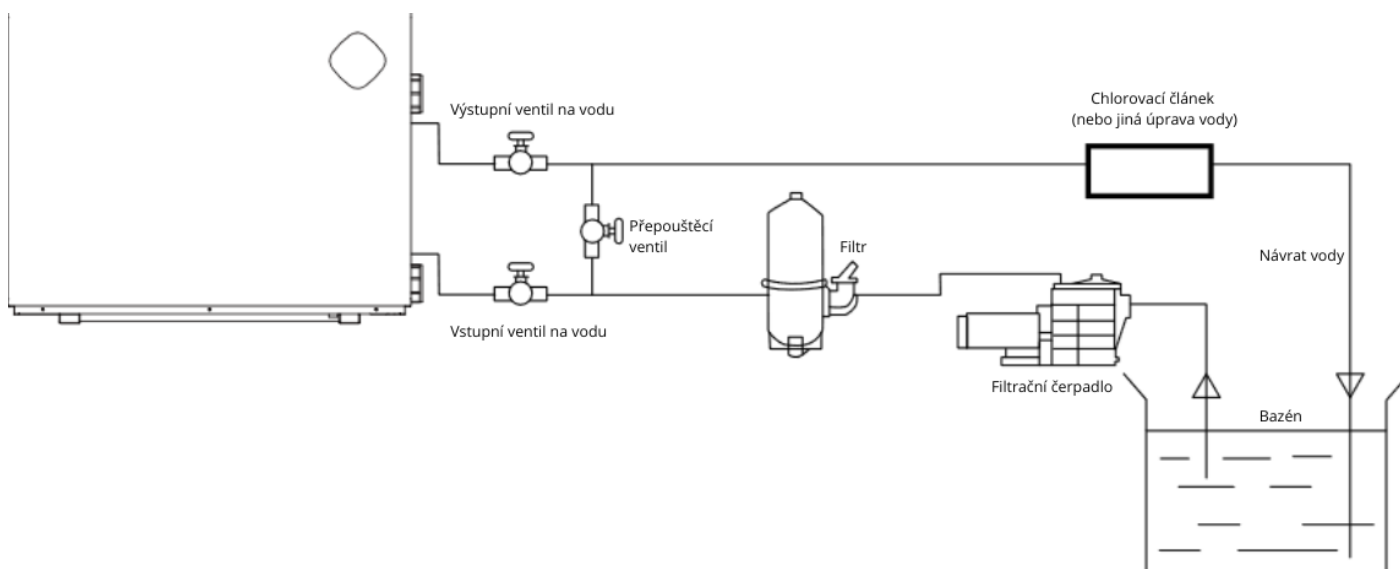 Výstupní ventil na vodu
Chlorovací článek
(nebo jiná úprava vody)
Přepouštěcí
ventil
Filtr
Návrat vody
Vstupní ventil na vodu
Filtrační čerpadlo
Bazén